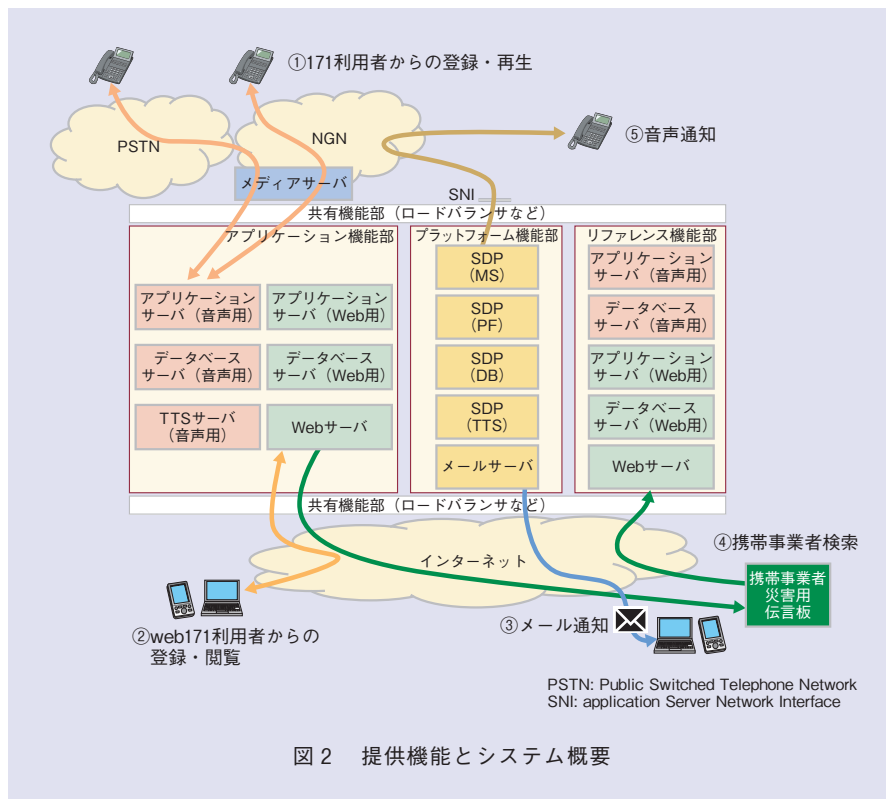 ①171利用者からの登録・再生
PSTN
NGN
⑤音声通知
メディアサーバ
SNI
共有機能部（ロードバランサなど）
アプリケーション機能部
アプリケーション
サーバ（音声用）
アプリケーション
サーバ（Web用）
データベース
サーバ（音声用）
データベース
サーバ（Web用）
TTSサーバ
（音声用）
Webサーバ
プラットフォーム機能部
SDP
(MS)
SDP
(PF)
SDP
(DB)
SDP
(TTS)
メールサーバ
リファレンス機能部
アプリケーション
サーバ（音声用）
データベース
サーバ（音声用）
アプリケーション
サーバ（Web用）
データベース
サーバ（Web用）
Webサーバ
共有機能部（ロードバランサなど）
インターネット
④携帯事業者検索
携帯事業者
災害用
伝言板
②web171利用者からの
登録・閲覧
③メール通知
PSTN: Public Switched Telephone Network
SNI: application Server Network Interface
図2　提供機能とシステム概要